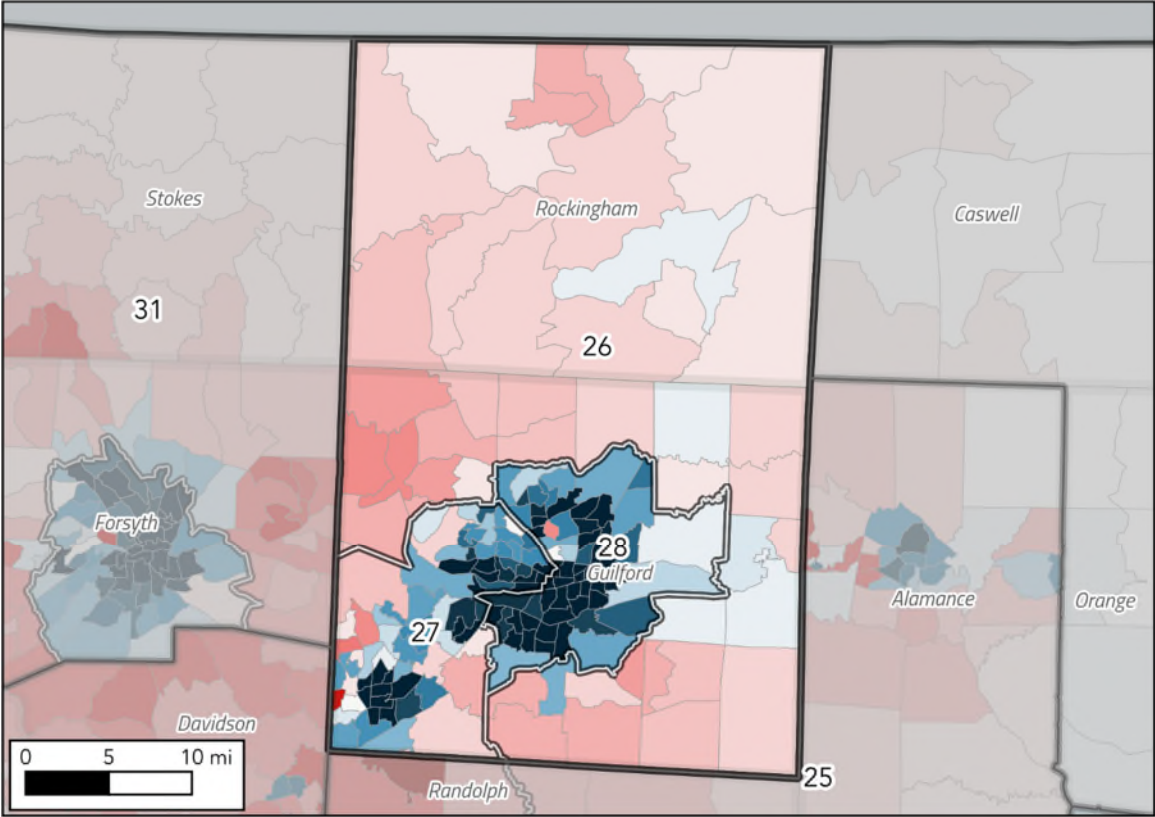 Stokes
Rockingham
Caswell
31
26
Forsyth
28
Guilford
Alamance
Orange
27
Davidson
0 5 10 mi
25
Randolph